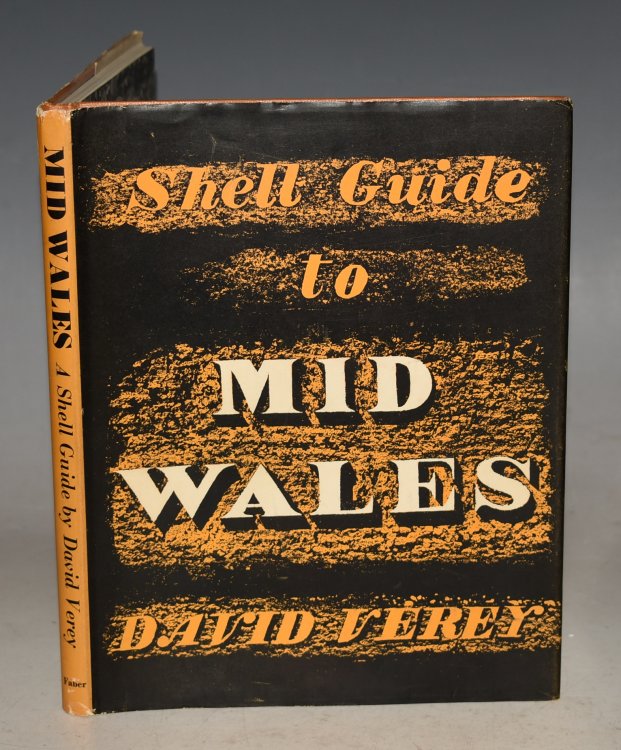 Shell Guide
to
MID
WALES
DAVID VEREY
MID WALES A Shell Guide by David Verey
Faber